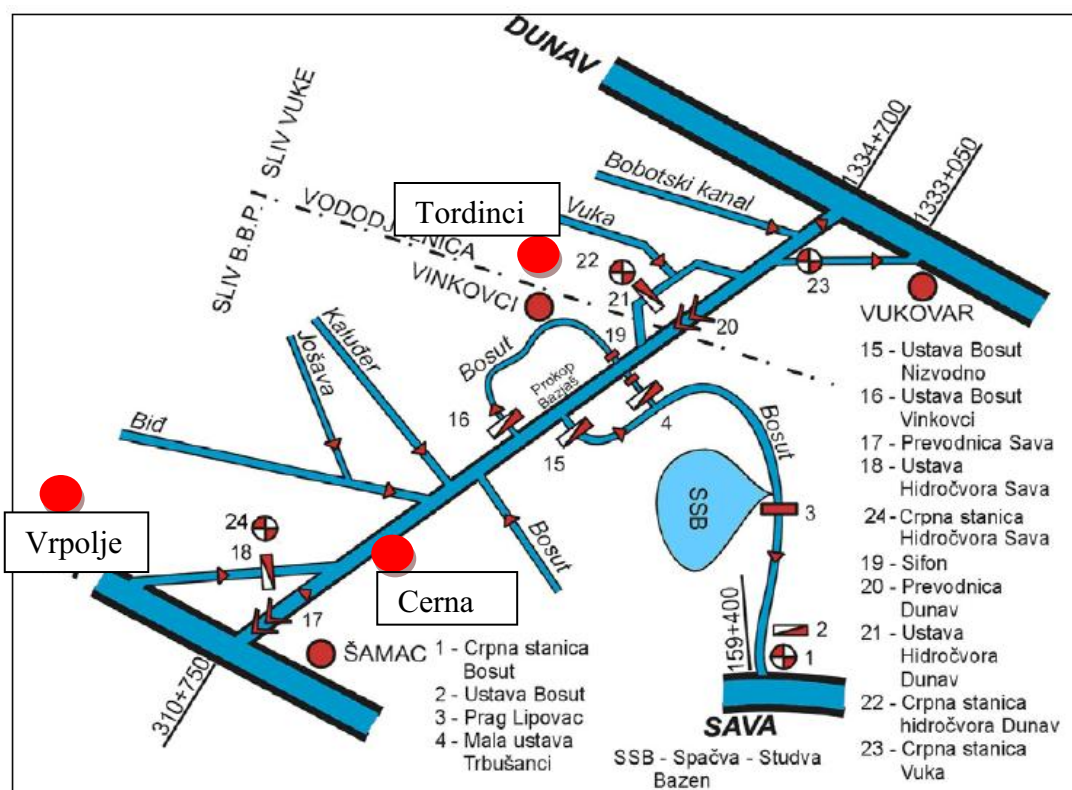 DUNAV
SLIV VUKE
SLIV B.B.P.
VODODJELNICA
1334+700
1333+050
Bobotski kanal
Tordinci
Vuka
22
23
VINKOVCI
21
19
20
VUKOVAR
Kaluđer
Jošava
Bosut
Prokop
Bazjaš
16
15
4
Bosut
Biđ
SSB
3
Vrpolje
24
18
Bosut
Cerna
17
ŠAMAC
310+750
159+400
2
1
SAVA
1 - Crpna stanica
Bosut
2 - Ustava Bosut
3 - Prag Lipovac
4 - Mala ustava
Trbušanci
SSB - Spačva - Studva
Bazen
15 - Ustava Bosut
Nizvodno
16 - Ustava Bosut
Vinkovci
17 - Prevodnica Sava
18 - Ustava
Hidročvora Sava
24 - Crpna stanica
Hidročvora Sava
19 - Sifon
20 - Prevodnica
Dunav
21 - Ustava
Hidročvora
Dunav
22 - Crpna stanica
hidročvora Dunav
23 - Crpna stanica
Vuka